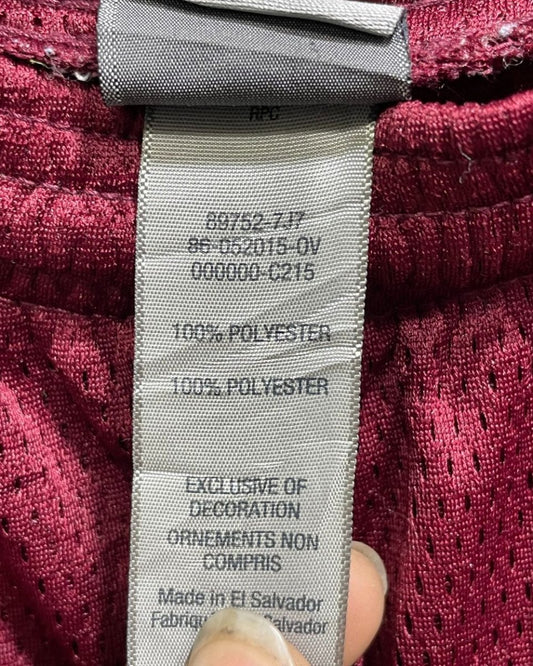 RPC
89752-7J7
86-052015-0V
000000-C215
100% POLYESTER
100% POLYESTER
EXCLUSIVE OF
DECORATION
ORNEMENTS NON
COMPRIS
Made in El Salvador
Salvador